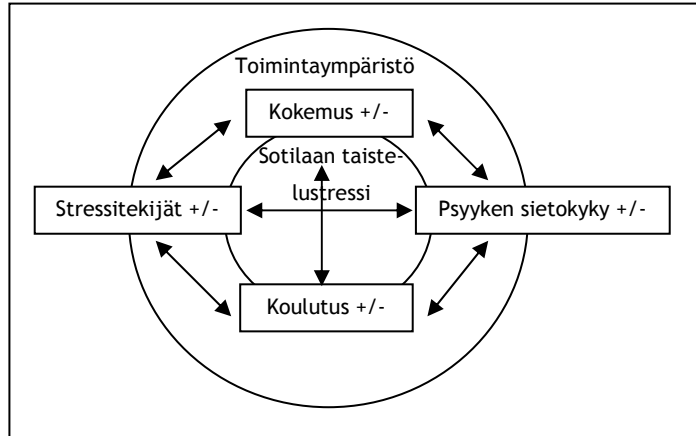 Toimintaympäristö
Kokemus +/-
Sotilaan taiste-
lustressi
Stressitekijät +/-
Psyyken sietokyky +/-
Koulutus +/-